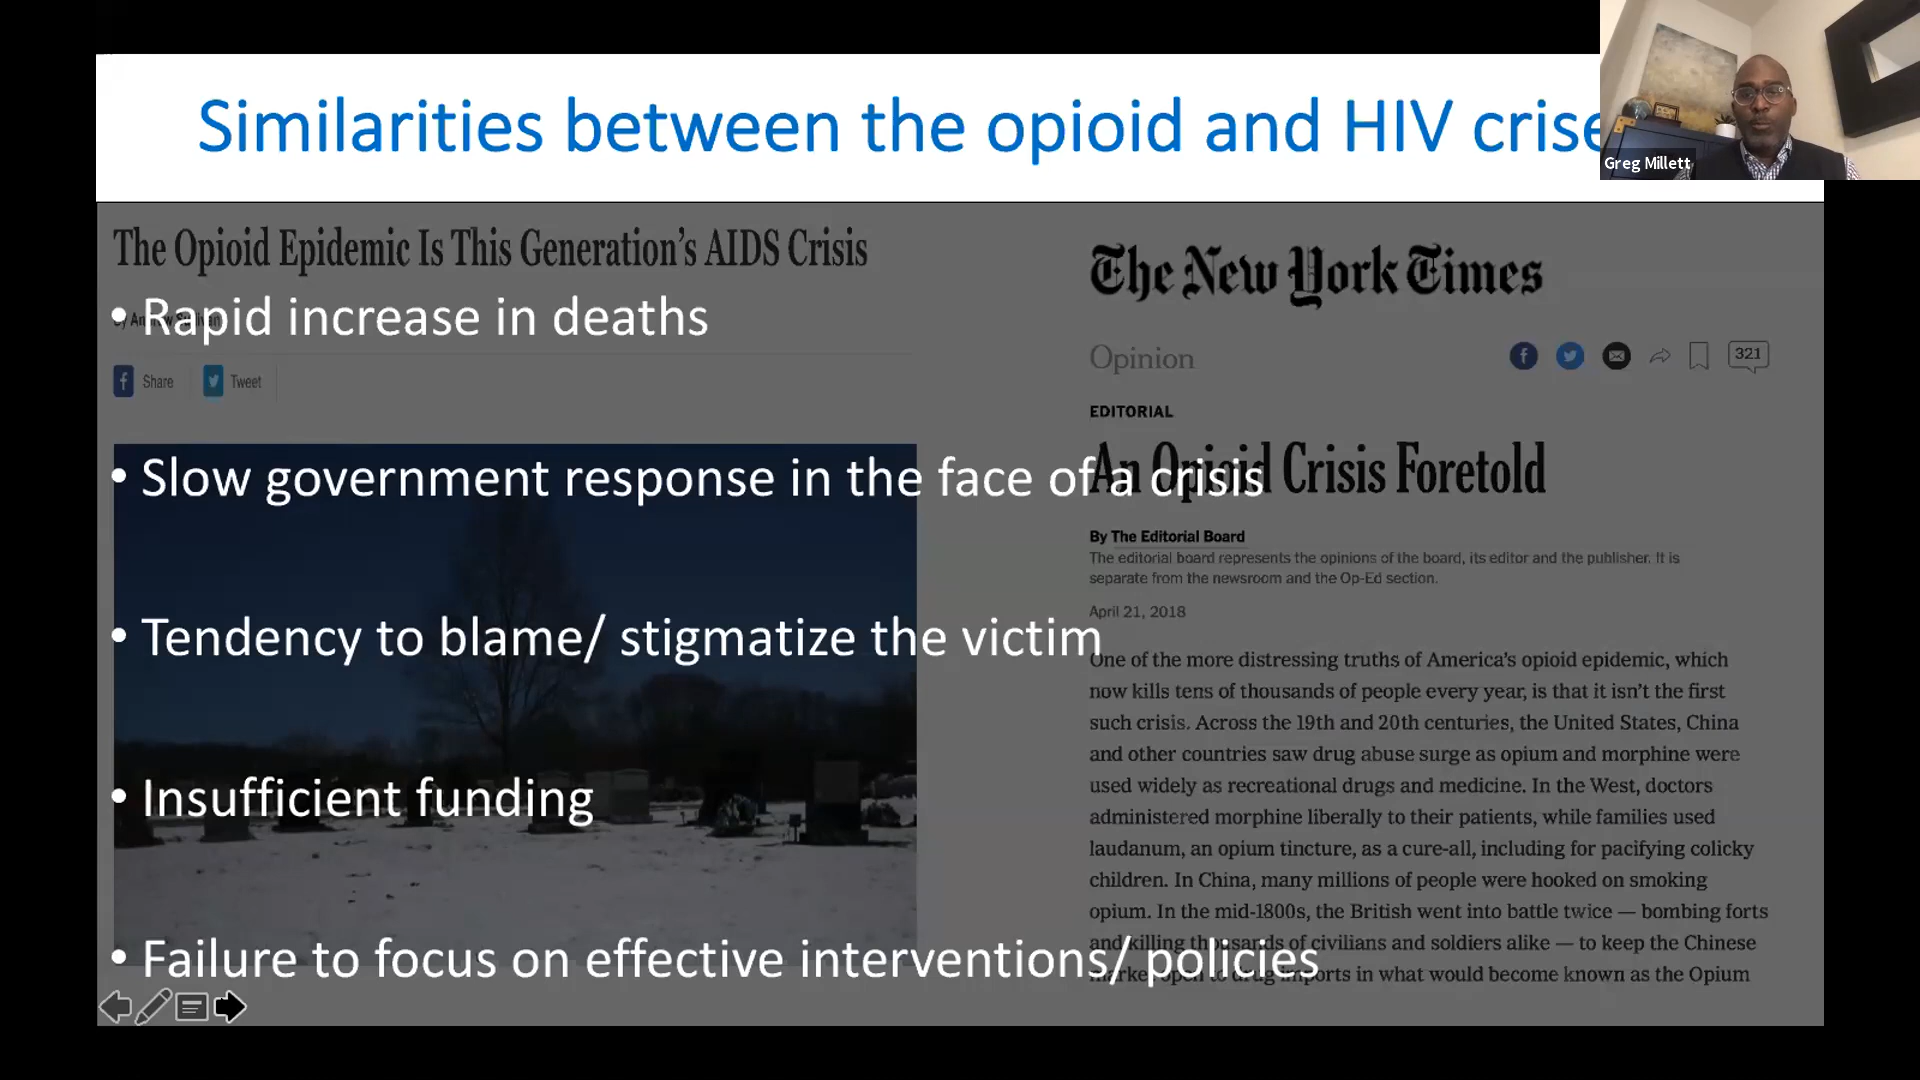 Similarities between the opioid and HIV crise
Greg Millett
The Opioid Epidemic Is This Generation's AIDS Crisis
• Rapid increase in deaths
By
Share
Tweet
• Slow government response in the face of a crisis
• Tendency to blame/ stigmatize the victim
• Insufficient funding
• Failure to focus on effective interventions/ policies
The New York Times
Opinion
321
EDITORIAL
An Opioid Crisis Foretold
By The Editorial Board
The editorial board represents the opinions of the board, its editor and the publisher. It is
separate from the newsroom and the Op-Ed section.
April 21, 2018
One of the more distressing truths of America's opioid epidemic, which
now kills tens of thousands of people every year, is that it isn't the first
such crisis. Across the 19th and 20th centuries, the United States, China
and other countries saw drug abuse surge as opium and morphine were
used widely as recreational drugs and medicine. In the West, doctors
administered morphine liberally to their patients, while families used
laudanum, an opium tincture, as a cure-all, including for pacifying colicky
children. In China, many millions of people were hooked on smoking
opium. In the mid-1800s, the British went into battle twice — bombing forts
and killing thousands of civilians and soldiers alike — to keep the Chinese
market open to drug imports in what would become known as the Opium